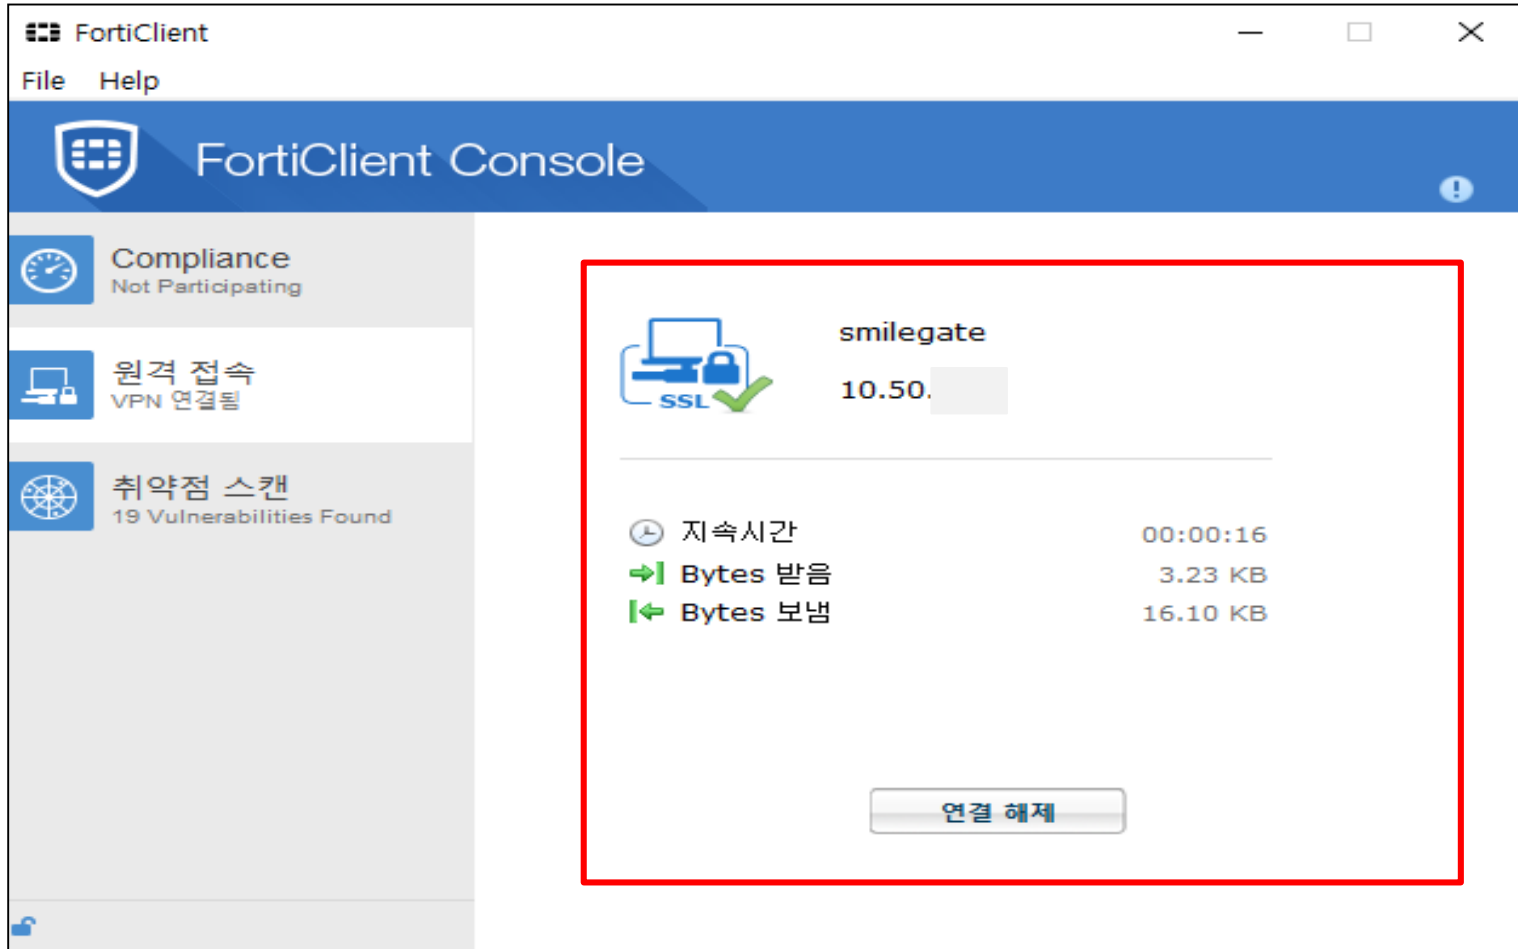 FortiClient
File Help
FortiClient Console
Compliance
Not Participating
원격 접속
VPN 연결됨
취약점 스캔
19 Vulnerabilities Found
smilegate
10.50.
SSL
지속시간 00:00:16
Bytes 받음 3.23 KB
Bytes 보냄 16.10 KB
연결 해제